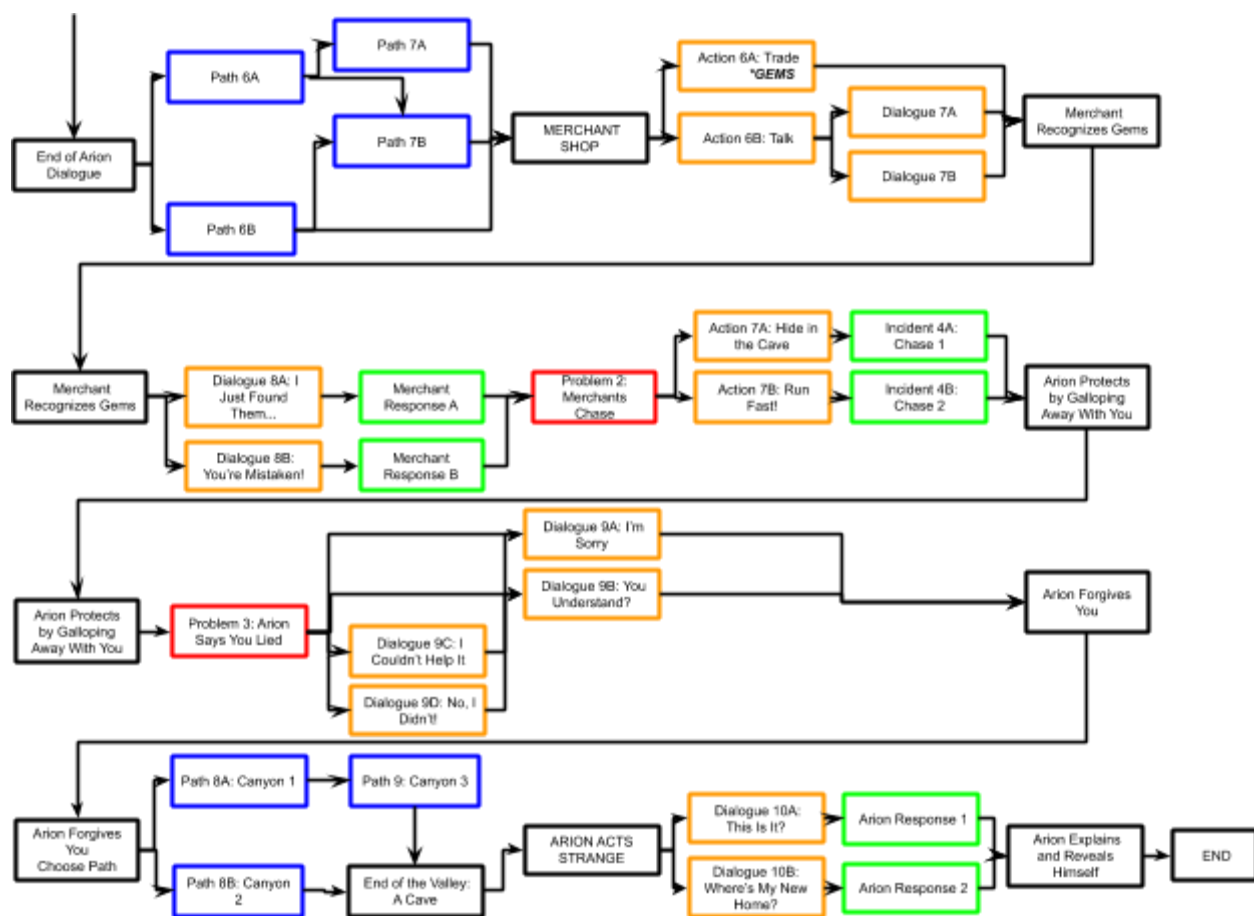 Path 7A
Action 6A: Trade
*GEMS
Path 6A
Dialogue 7A
Merchant
Recognizes Gems
MERCHANT
SHOP
Action 6B: Talk
Path 7B
End of Arion
Dialogue
Dialogue 7B
Path 6B
Action 7A: Hide in
the Cave
Incident 4A:
Chase 1
Merchant
Recognizes Gems
Dialogue 8A: I
Just Found
Them...
Merchant
Response A
Problem 2:
Merchants
Chase
Action 7B: Run
Fast!
Incident 4B:
Chase 2
Arion Protects
by Galloping
Away With You
Dialogue 8B:
You're Mistaken!
Merchant
Response B
Dialogue 9A: I'm
Sorry
Dialogue 9B: You
Understand?
Arion Forgives
You
Arion Protects
by Galloping
Away With You
Problem 3: Arion
Says You Lied
Dialogue 9C: I
Couldn't Help It
Dialogue 9D: No, I
Didn't!
Path 8A: Canyon 1
Path 9: Canyon 3
Dialogue 10A:
This Is It?
Arion Response 1
Arion Forgives
You
Choose Path
ARION ACTS
STRANGE
Arion Explains
and Reveals
Himself
END
Path 8B: Canyon
2
End of the Valley:
A Cave
Dialogue 10B:
Where's My New
Home?
Arion Response 2